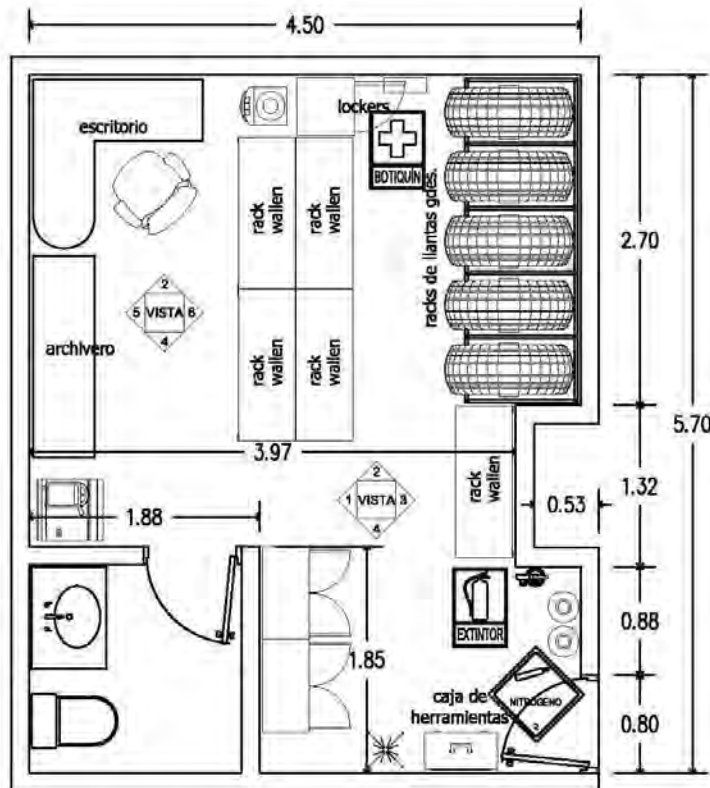 4.50
escritorio
lockers
BOTIQUÍN
rack
wallen
rack
wallen
racks de llantas gdes.
2.70
2
5 VISTA 6
4
archivero
rack
wallen
rack
wallen
5.70
3.97
2
1 VISTA 3
4
rack
wallen
0.53
1.32
1.88
EXTINTOR
0.88
1.85
caja de
herramientas
NITROGENO
0.80